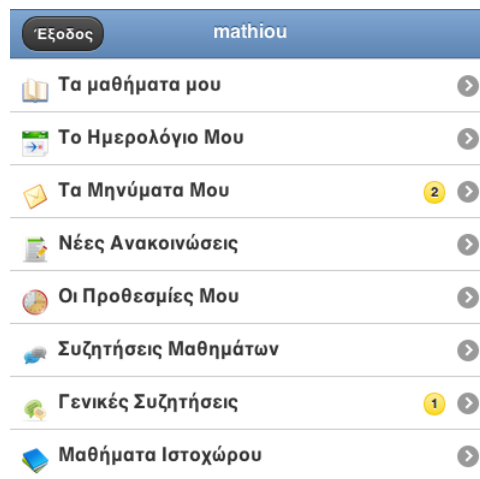 Έξοδος
mathiou
Τα μαθήματα μου
Το Ημερολόγιο Μου
Τα Μηνύματα Μου 2
Νέες Ανακοινώσεις
Οι Προθεσμίες Μου
Συζητήσεις Μαθημάτων
Γενικές Συζητήσεις 1
Μαθήματα Ιστοχώρου